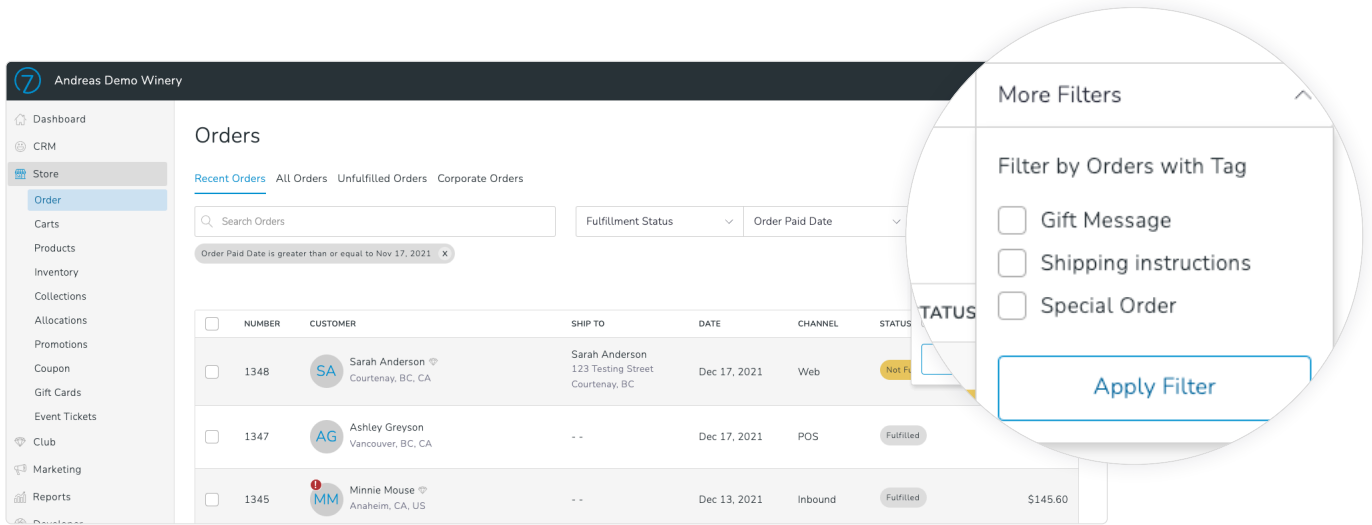 7
Andreas Demo Winery
Dashboard
CRM
Store
Order
Carts
Products
Inventory
Collections
Allocations
Promotions
Coupon
Gift Cards
Event Tickets
Club
Marketing
Reports
Orders
Recent Orders All Orders Unfulfilled Orders Corporate Orders
Search Orders
Fulfillment Status
Order Paid Date
Order Paid Date is greater than or equal to Nov 17, 2021 x
NUMBER CUSTOMER SHIP TO DATE CHANNEL STATUS
1348 SA Sarah Anderson Courtenay, BC, CA
Sarah Anderson
123 Testing Street
Courtenay, BC
Dec 17, 2021 Web Not Fu
1347 AG Ashley Greyson
Vancouver, BC, CA
- - Dec 17, 2021 POS Fulfilled
1345 ! MM Minnie Mouse
Anaheim, CA, US
- - Dec 13, 2021 Inbound Fulfilled $145.60
TATUS
More Filters
Filter by Orders with Tag
Gift Message
Shipping instructions
Special Order
Apply Filter